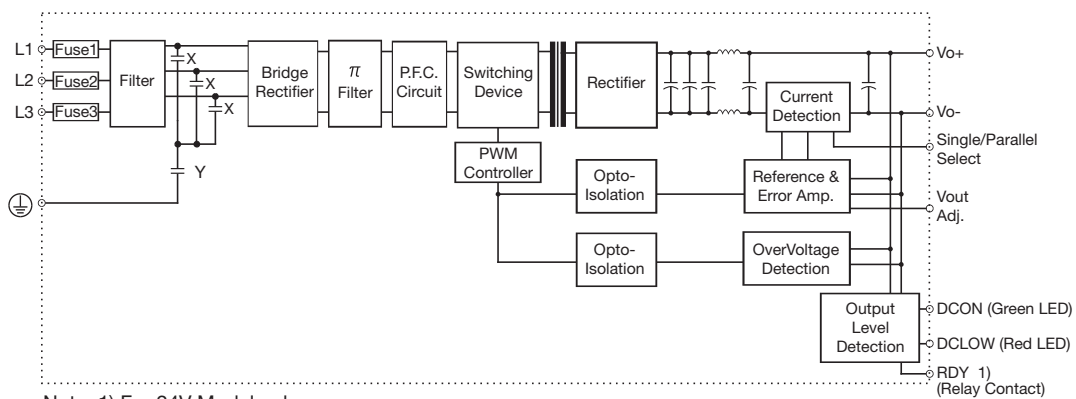 L1
Fuse1
L2
Fuse2
L3
Fuse3
Filter
X
X
X
Y
Bridge
Rectifier
π
Filter
P.F.C.
Circuit
Switching
Device
Rectifier
PWM
Controller
Opto-
Isolation
Opto-
Isolation
Current
Detection
Reference &
Error Amp.
OverVoltage
Detection
Output
Level
Detection
Vo+
Vo-
Single/Parallel
Select
Vout
Adj.
DCON (Green LED)
DCLOW (Red LED)
RDY 1)
(Relay Contact)